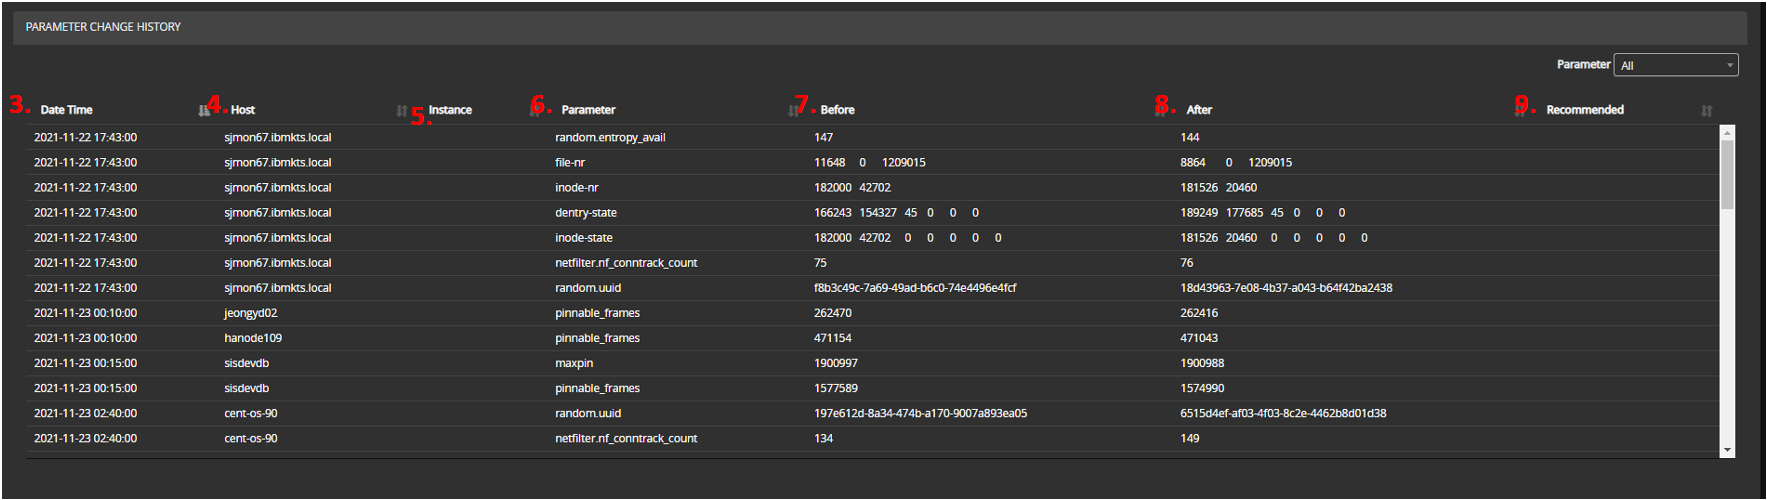 PARAMETER CHANGE HISTORY
Parameter All
3. Date Time 4. Host 5. Instance 6. Parameter 7. Before 8. After 9. Recommended
2021-11-22 17:43:00 sjmon67.ibmkts.local random.entropy_avail 147 144
2021-11-22 17:43:00 sjmon67.ibmkts.local file-nr 11648 0 1209015 8864 0 1209015
2021-11-22 17:43:00 sjmon67.ibmkts.local inode-nr 182000 42702 181526 20460
2021-11-22 17:43:00 sjmon67.ibmkts.local dentry-state 166243 154327 45 0 0 0 189249 177685 45 0 0 0
2021-11-22 17:43:00 sjmon67.ibmkts.local inode-state 182000 42702 0 0 0 0 0 181526 20460 0 0 0 0 0
2021-11-22 17:43:00 sjmon67.ibmkts.local netfilter.nf_conntrack_count 75 76
2021-11-22 17:43:00 sjmon67.ibmkts.local random.uuid f8b3c49c-7a69-49ad-b6c0-74e4496e4fcf 18d43963-7e08-4b37-a043-b64f42ba2438
2021-11-23 00:10:00 jeongyd02 pinnable_frames 262470 262416
2021-11-23 00:10:00 hanode109 pinnable_frames 471154 471043
2021-11-23 00:15:00 sisdevdb maxpin 1900997 1900988
2021-11-23 00:15:00 sisdevdb pinnable_frames 1577589 1574990
2021-11-23 02:40:00 cent-os-90 random.uuid 197e612d-8a34-474b-a170-9007a893ea05 6515d4ef-af03-4f03-8c2e-4462b8d01d38
2021-11-23 02:40:00 cent-os-90 netfilter.nf_conntrack_count 134 149